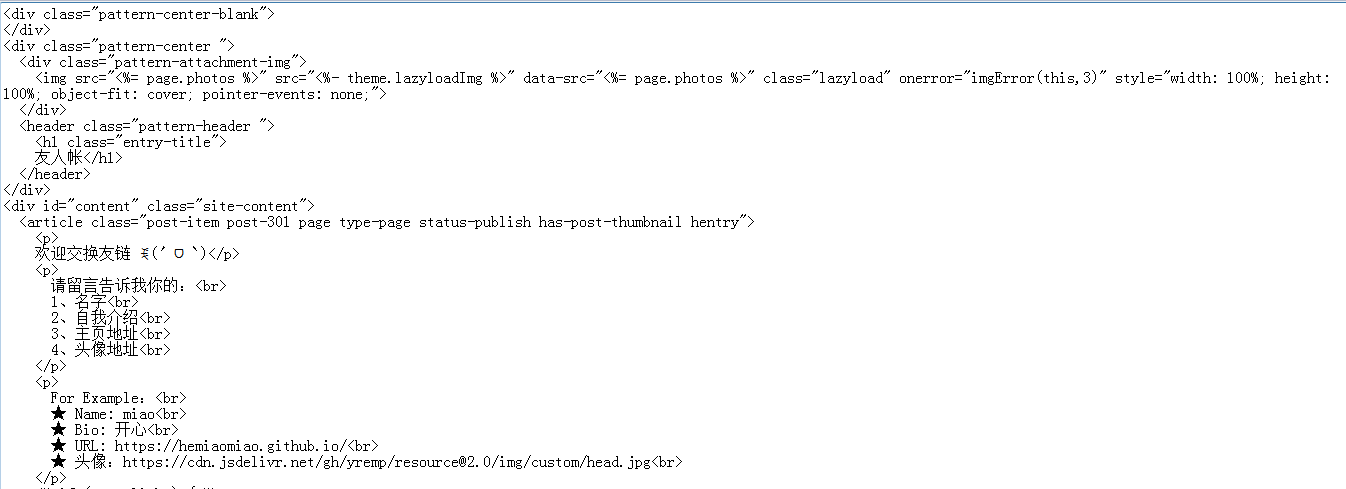 <div class="pattern-center-blank">
</div>
<div class="pattern-center ">
<div class="pattern-attachment-img">
<img src="<%= page.photos %>" src="<%- theme.lazyloadImg %>" data-src="<%= page.photos %>" class="lazyload" onerror="imgError(this,3)" style="width: 100%; height:
100%; object-fit: cover; pointer-events: none;">
</div>
<header class="pattern-header ">
<h1 class="entry-title">
友人帐</h1>
</header>
</div>
<div id="content" class="site-content">
<article class="post-item post-301 page type-page status-publish has-post-thumbnail hentry">
<p>
欢迎交换友链 ꉂ(ˊᗜˋ)</p>
<p>
请留言告诉我你的：<br>
1、名字<br>
2、自我介绍<br>
3、主页地址<br>
4、头像地址<br>
</p>
<p>
For Example：<br>
★ Name: miao<br>
★ Bio: 开心<br>
★ URL: https://hemiaomiao.github.io/<br>
★ 头像：https://cdn.jsdelivr.net/gh/yremp/resource@2.0/img/custom/head.jpg<br>
</p>